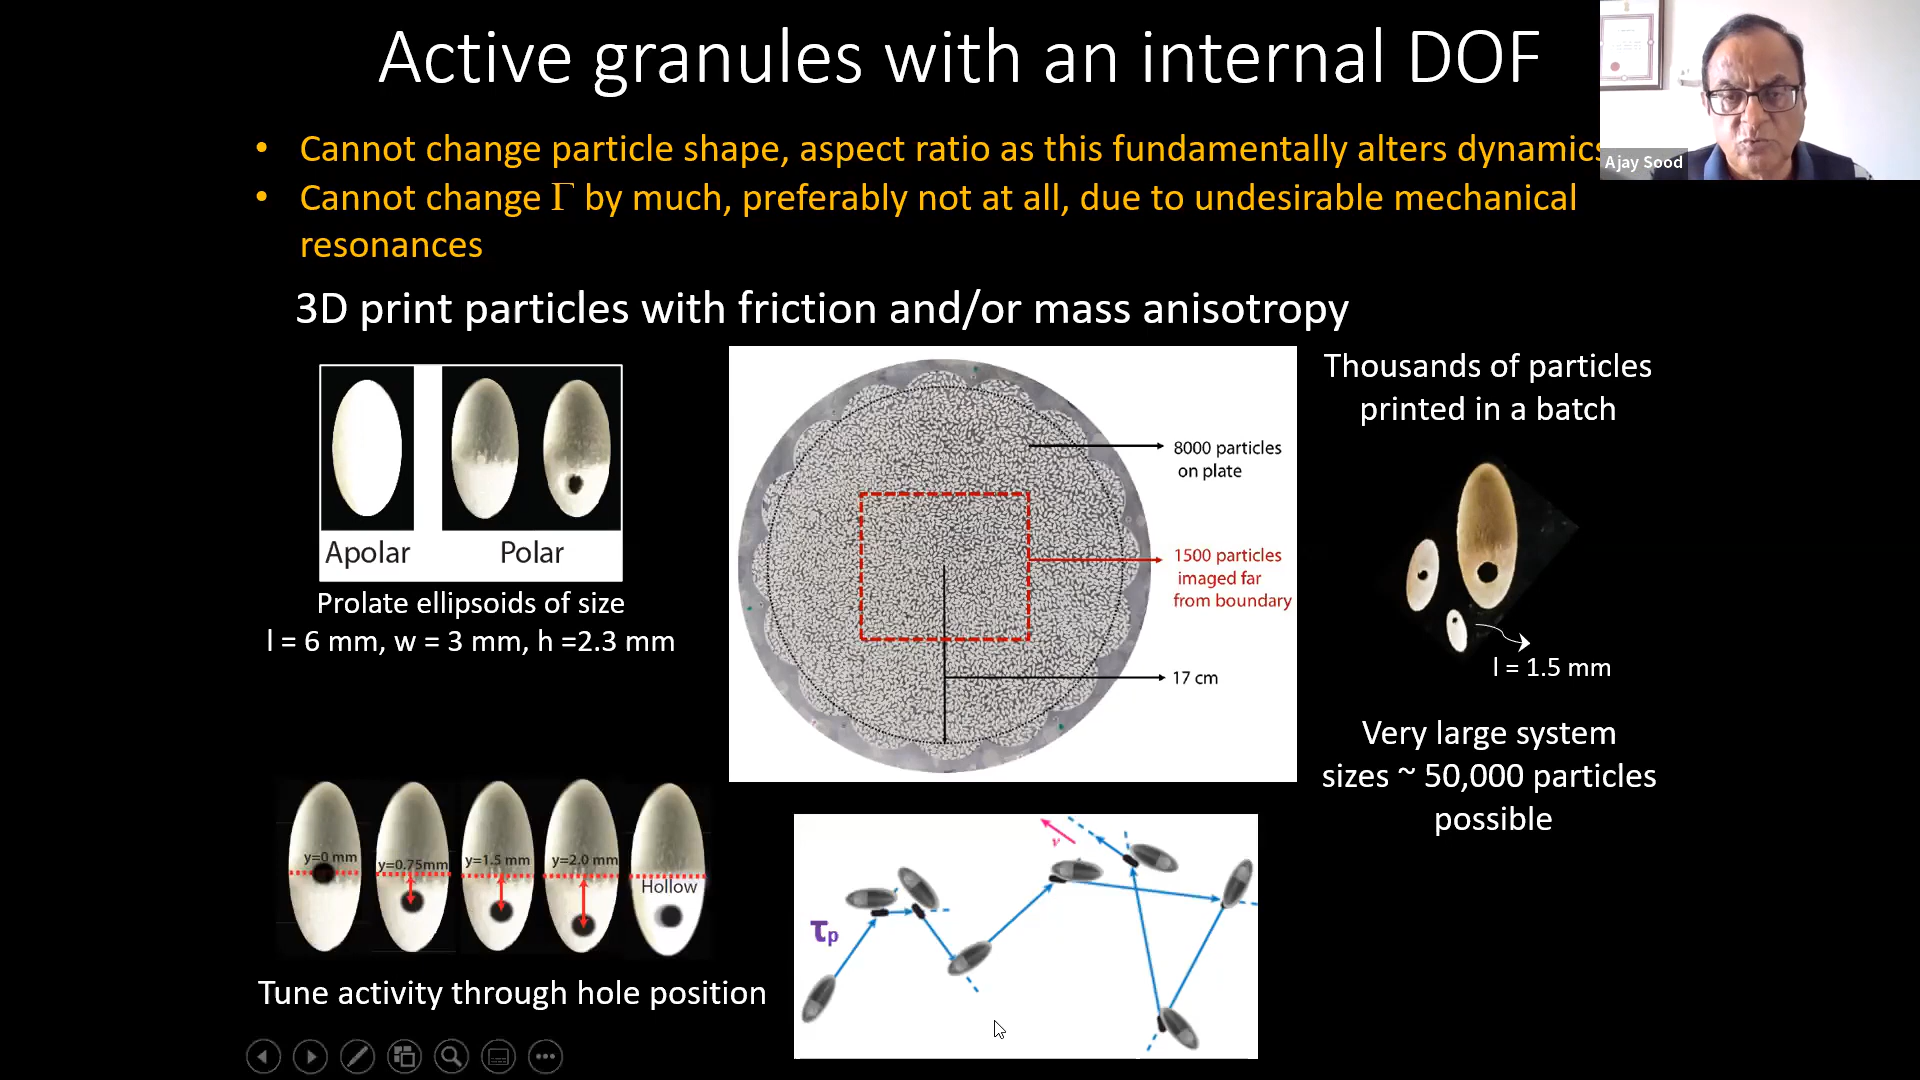 Active granules with an internal DOF
Ajay Sood
• Cannot change particle shape, aspect ratio as this fundamentally alters dynamics
• Cannot change Γ by much, preferably not at all, due to undesirable mechanical
resonances
3D print particles with friction and/or mass anisotropy
Apolar
Polar
Prolate ellipsoids of size
l = 6 mm, w = 3 mm, h =2.3 mm
8000 particles
on plate
1500 particles
imaged far
from boundary
17 cm
Thousands of particles
printed in a batch
l = 1.5 mm
Very large system
sizes ~ 50,000 particles
possible
y=0 mm
y=0.75mm
y=1.5 mm
y=2.0 mm
Hollow
Tune activity through hole position
τp
v